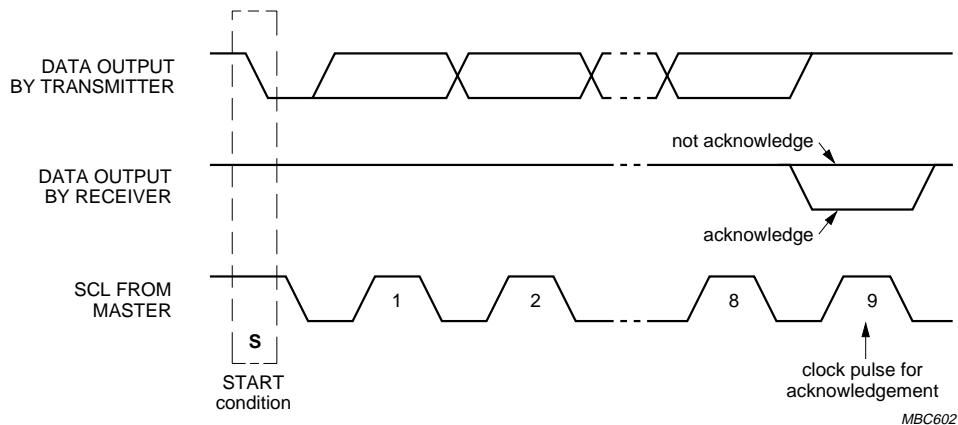 DATA OUTPUT
BY TRANSMITTER
not acknowledge
DATA OUTPUT
BY RECEIVER
acknowledge
SCL FROM
MASTER
1
2
8
9
S
START
condition
clock pulse for
acknowledgement
MBC602